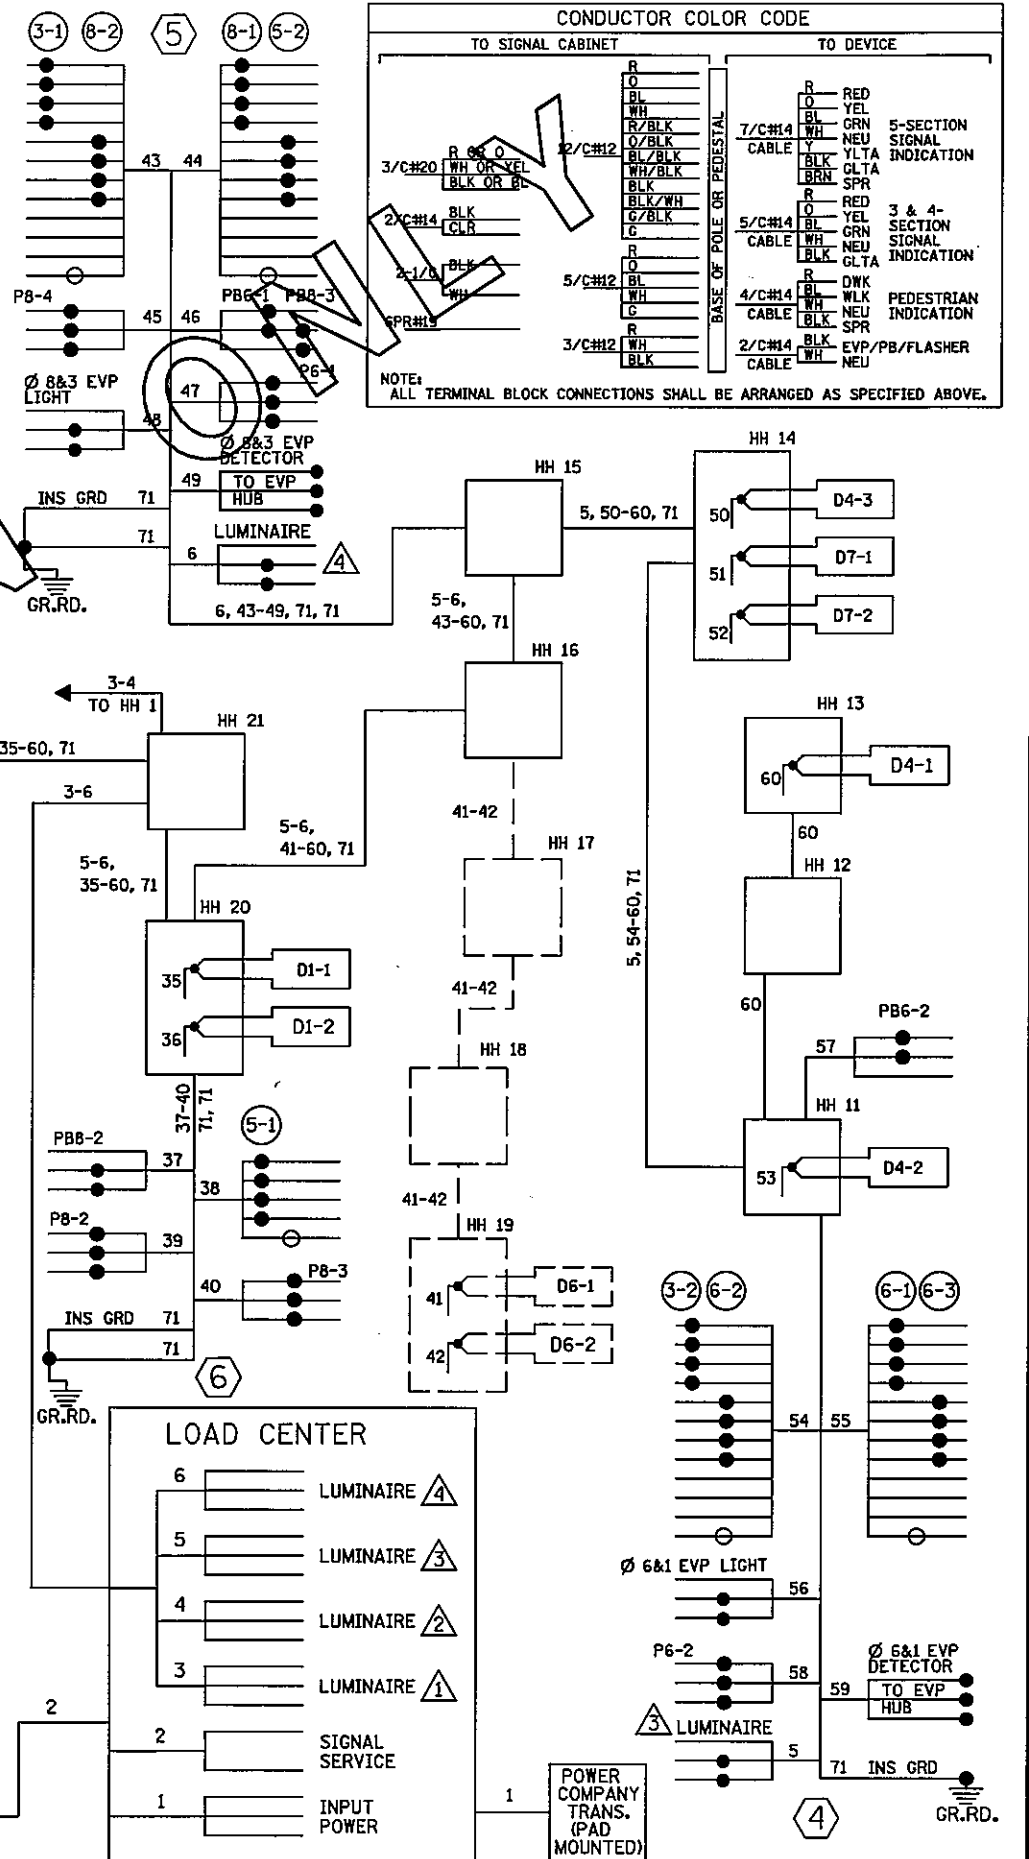 3-1 8-2 5 8-1 5-2
43 44
P8-4 PB6-1 PB8-3
45 46
P6-1
47
Ø 8&3 EVP
LIGHT
48
Ø 8&3 EVP
DETECTOR
49 TO EVP
HUB
INS GRD 71
71
LUMINAIRE
6 4
GR.RD.
6, 43-49, 71, 71
CONDUCTOR COLOR CODE
TO SIGNAL CABINET
TO DEVICE
3/C#20
R OR O
WH OR YEL
BLK OR BL
2/C#14
BLK
CLR
2-1/0
BLK
WH
12/C#12
R
O
BL
WH
R/BLK
O/BLK
BL/BLK
WH/BLK
BLK
BLK/WH
G/BLK
G
5/C#12
R
O
BL
WH
G
3/C#12
R
WH
BLK
BASE OF POLE OR PEDESTAL
7/C#14
CABLE
R RED
O YEL
BL GRN
WH NEU
Y YLTA
BLK GLTA
BRN SPR
5-SECTION
SIGNAL
INDICATION
5/C#14
CABLE
R RED
O YEL
BL GRN
WH NEU
BLK GLTA
3 & 4-
SECTION
SIGNAL
INDICATION
4/C#14
CABLE
R DWK
BL WLK
WH NEU
BLK SPR
PEDESTRIAN
INDICATION
2/C#14
CABLE
BLK EVP/PB/FLASHER
WH NEU
NOTE:
ALL TERMINAL BLOCK CONNECTIONS SHALL BE ARRANGED AS SPECIFIED ABOVE.
ONLY
HH 15
5, 50-60, 71
HH 14
50 D4-3
51 D7-1
52 D7-2
5-6,
43-60, 71
HH 16
3-4
TO HH 1
HH 21
35-60, 71
3-6
5-6,
35-60, 71
5-6,
41-60, 71
41-42
HH 17
41-42
HH 18
41-42
HH 19
41 D6-1
42 D6-2
HH 13
60 D4-1
60
HH 12
60
5, 54-60, 71
PB6-2
57
HH 11
53 D4-2
HH 20
35 D1-1
36 D1-2
37-40
71, 71
5-1
PB8-2
37
38
P8-2
39
40 P8-3
INS GRD 71
71
6
GR.RD.
LOAD CENTER
6 LUMINAIRE 4
5 LUMINAIRE 3
4 LUMINAIRE 2
3 LUMINAIRE 1
2
2 SIGNAL
SERVICE
1 INPUT
POWER
1
POWER
COMPANY
TRANS.
(PAD
MOUNTED)
3-2 6-2 6-1 6-3
54 55
Ø 6&1 EVP LIGHT
56
P6-2
58
Ø 6&1 EVP
DETECTOR
59 TO EVP
HUB
3 LUMINAIRE
5
71 INS GRD
4
GR.RD.